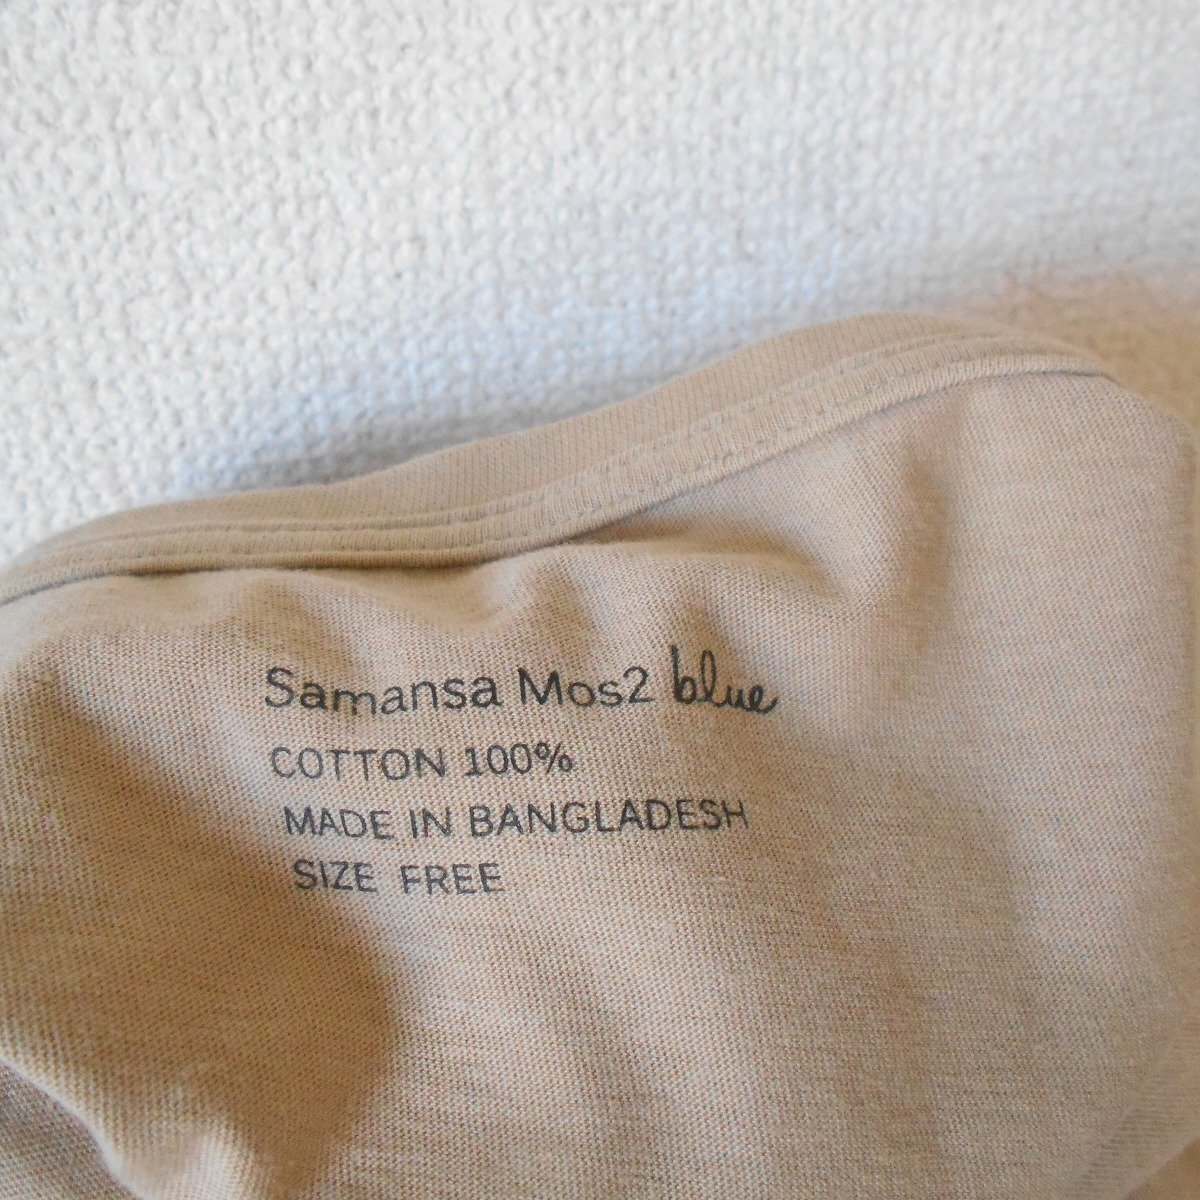 Samansa Mos2 blue
COTTON 100%
MADE IN BANGLADESH
SIZE FREE